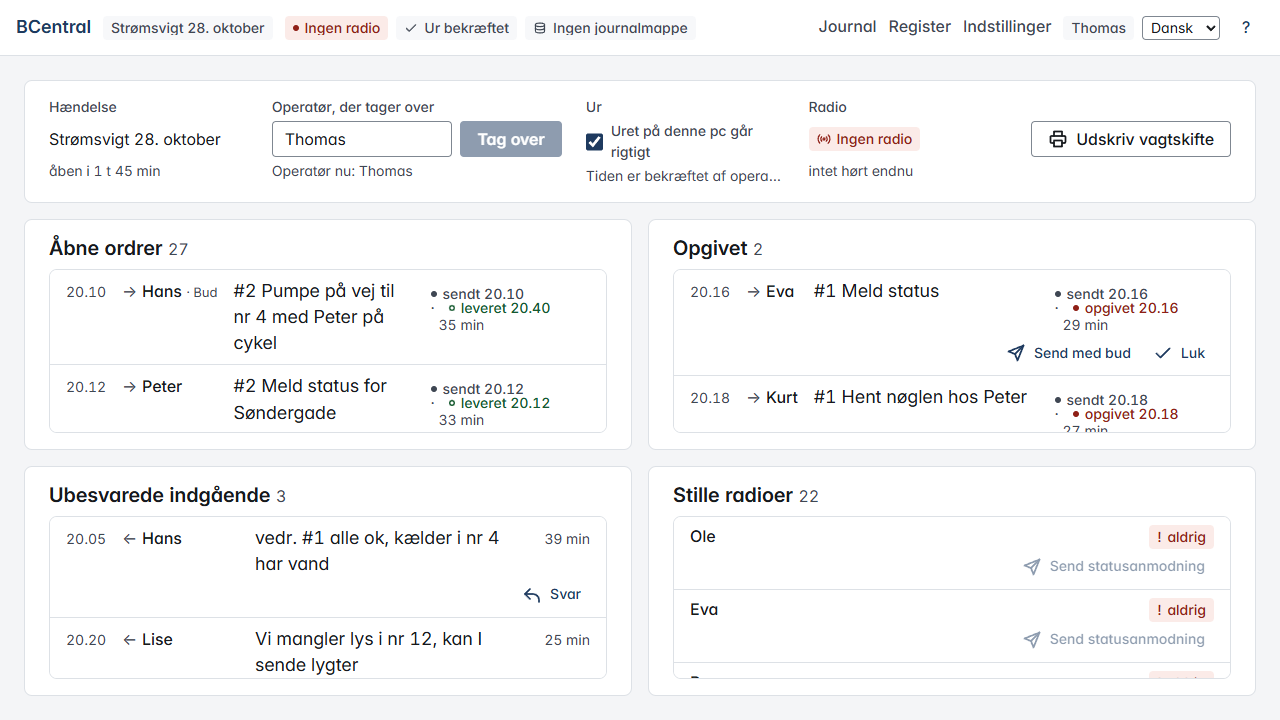 BCentral Strømsvigt 28. oktober Ingen radio Ur bekræftet Ingen journalmappe Journal Register Indstillinger Thomas Dansk ?
Hændelse
Strømsvigt 28. oktober
åben i 1 t 45 min
Operatør, der tager over
Thomas Tag over
Operatør nu: Thomas
Ur
Uret på denne pc går
rigtigt
Tiden er bekræftet af opera...
Radio
Ingen radio
intet hørt endnu
Udskriv vagtskifte
Åbne ordrer 27
20.10 → Hans · Bud #2 Pumpe på vej til
nr 4 med Peter på
cykel
• sendt 20.10
· leveret 20.40
35 min
20.12 → Peter #2 Meld status for
Søndergade
• sendt 20.12
· leveret 20.12
33 min
Opgivet 2
20.16 → Eva #1 Meld status
• sendt 20.16
· • opgivet 20.16
29 min
Send med bud Luk
20.18 → Kurt #1 Hent nøglen hos Peter
• sendt 20.18
· • opgivet 20.18
27 min
Ubesvarede indgående 3
20.05 ← Hans vedr. #1 alle ok, kælder i nr 4
har vand
39 min
Svar
20.20 ← Lise Vi mangler lys i nr 12, kan I
sende lygter
25 min
Stille radioer 22
Ole ! aldrig
Send statusanmodning
Eva ! aldrig
Send statusanmodning